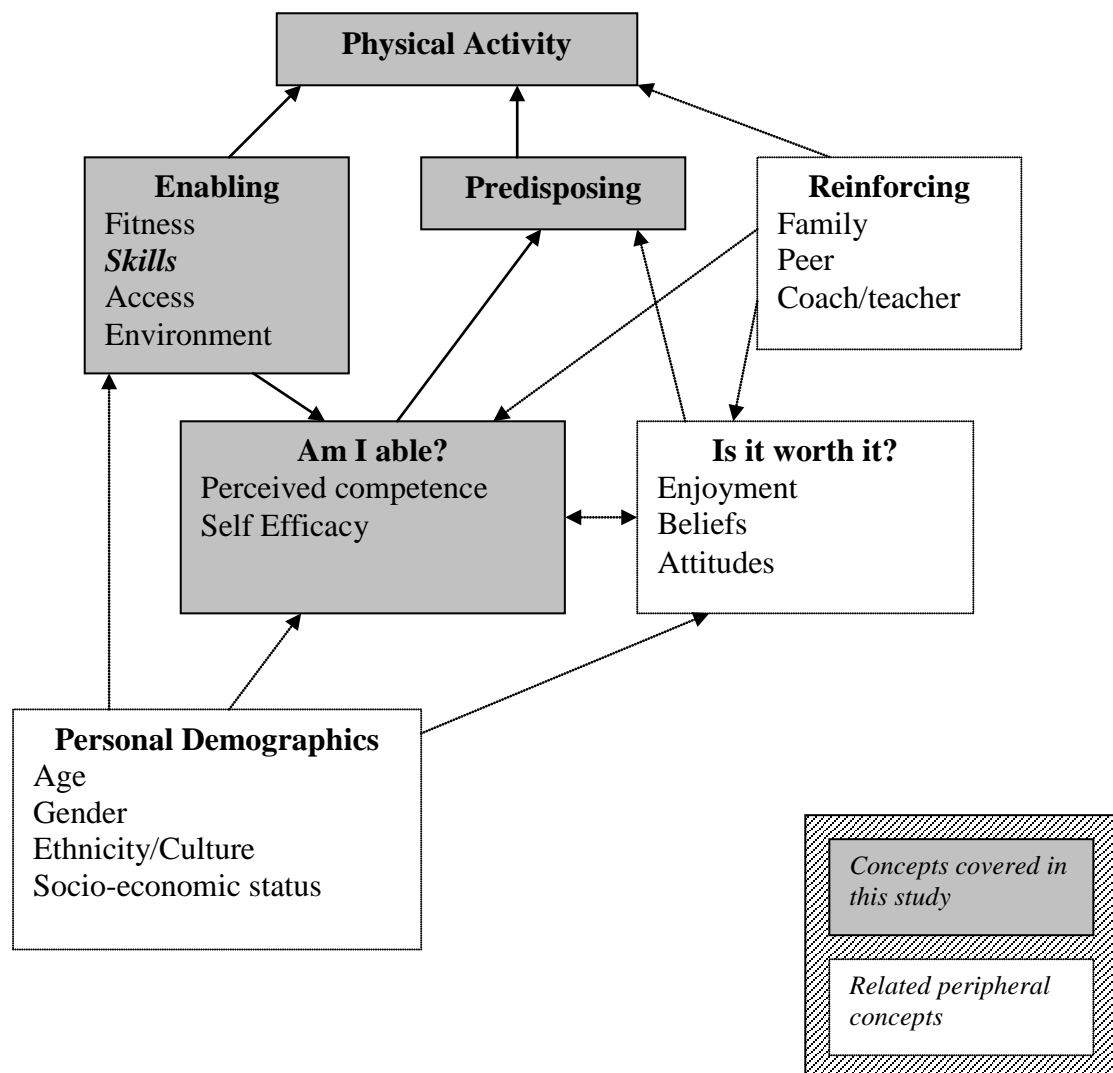 Physical Activity
Enabling
Fitness
Skills
Access
Environment
Predisposing
Reinforcing
Family
Peer
Coach/teacher
Am I able?
Perceived competence
Self Efficacy
Is it worth it?
Enjoyment
Beliefs
Attitudes
Personal Demographics
Age
Gender
Ethnicity/Culture
Socio-economic status
Concepts covered in
this study
Related peripheral
concepts